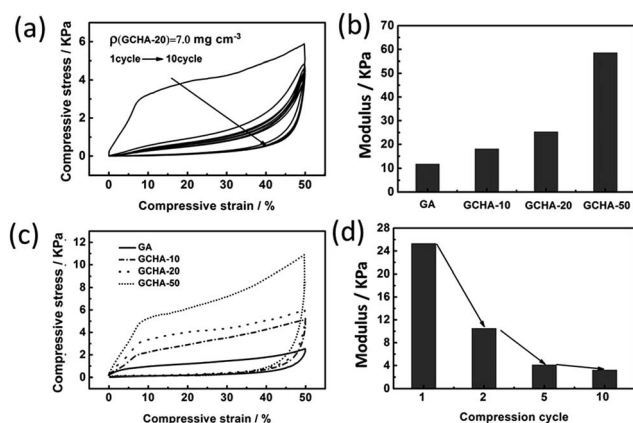 (a)
ρ(GCHA-20)=7.0 mg cm⁻³
1cycle → 10cycle
Compressive stress / KPa
6
4
2
0
0 10 20 30 40 50
Compressive strain / %
(b)
Modulus / KPa
70
60
50
40
30
20
10
0
GA GCHA-10 GCHA-20 GCHA-50
(c)
GA
GCHA-10
GCHA-20
GCHA-50
Compressive stress / KPa
12
10
8
6
4
2
0
0 10 20 30 40 50
Compressive strain / %
(d)
Modulus / KPa
28
24
20
16
12
8
4
0
1 2 5 10
Compression cycle